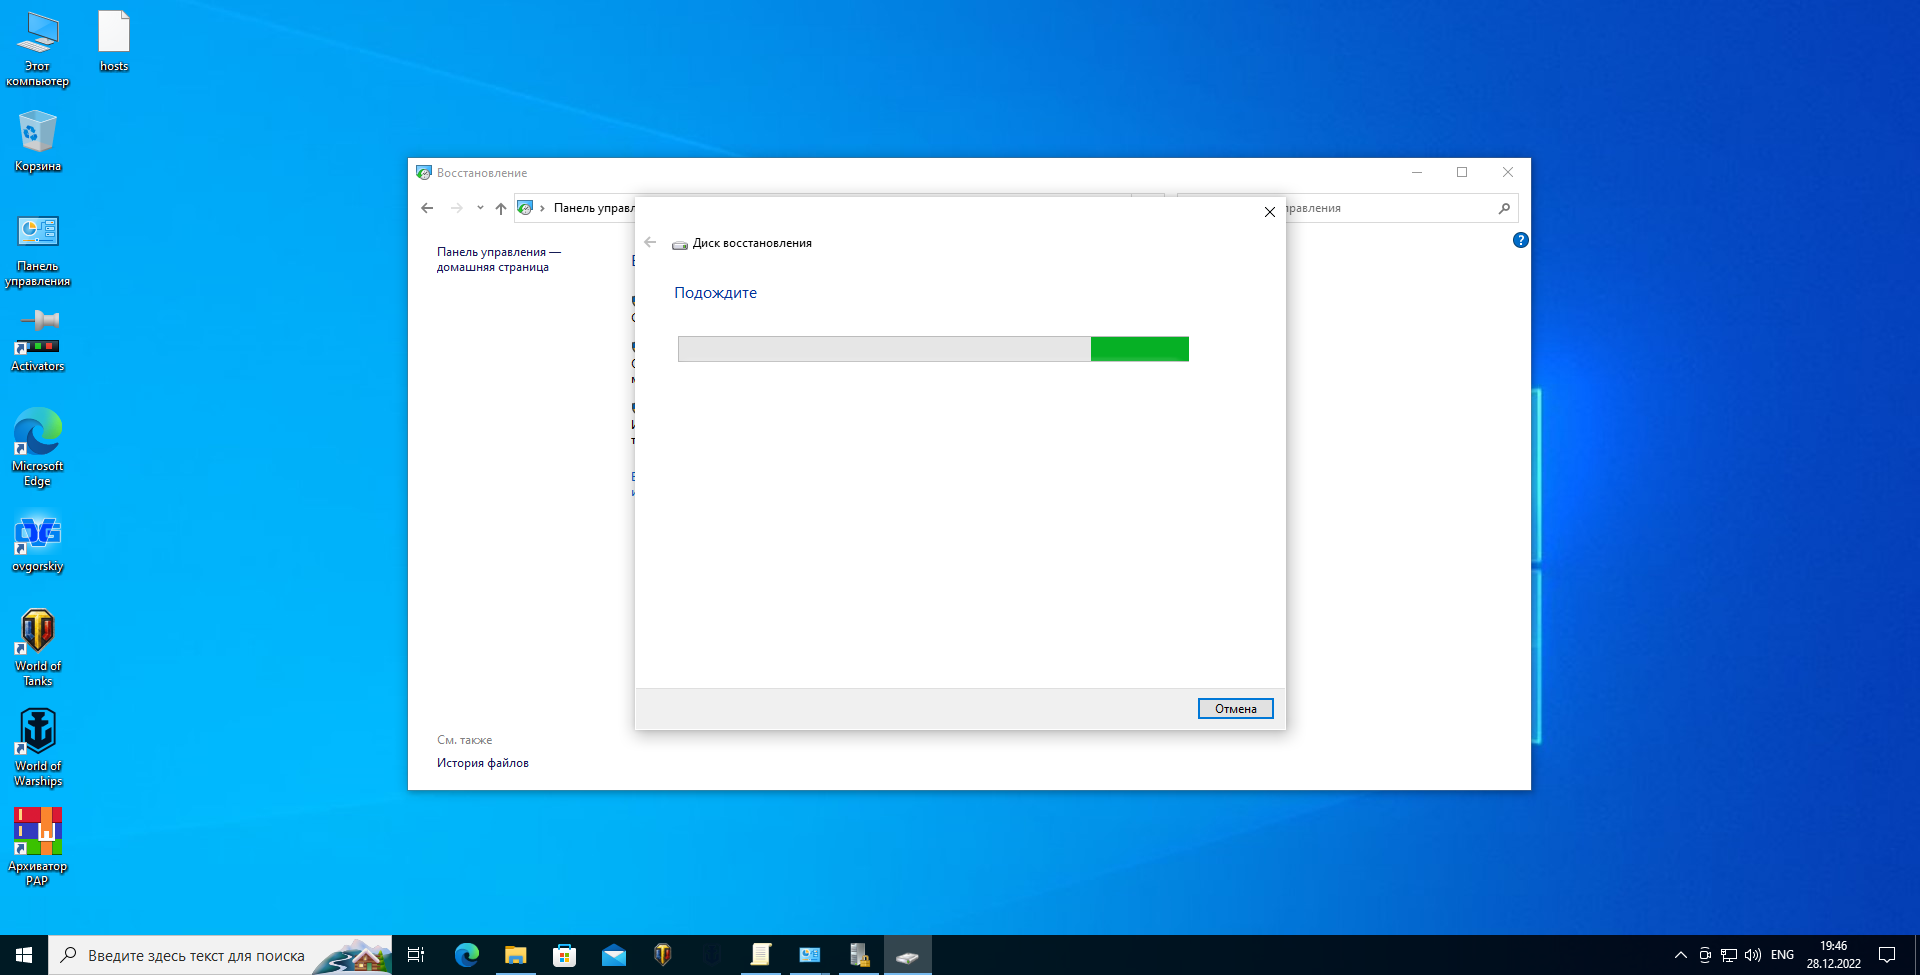 Этот
компьютер
hosts
Корзина
Панель
управления
Activators
Microsoft
Edge
ovgorskiy
World of
Tanks
World of
Warships
Архиватор
РАР
Восстановление
Панель управл
правления
Панель управления —
домашняя страница
Диск восстановления
Подождите
Отмена
См. также
История файлов
Введите здесь текст для поиска
ENG
19:46
28.12.2022